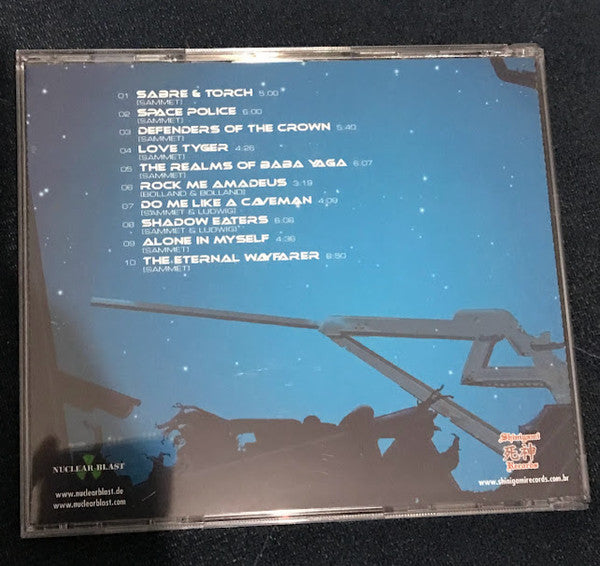 01 SABRE & TORCH 5:00
(SAMMET)
02 SPACE POLICE 6:00
(SAMMET)
03 DEFENDERS OF THE CROWN 5:40
(SAMMET)
04 LOVE TYGER 4:26
(SAMMET)
05 THE REALMS OF BABA YAGA 6:07
(SAMMET)
06 ROCK ME AMADEUS 3:19
(BOLLAND & BOLLAND)
07 DO ME LIKE A CAVEMAN 4:09
(SAMMET & LUDWIG)
08 SHADOW EATERS 6:08
(SAMMET & LUDWIG)
09 ALONE IN MYSELF 4:36
(SAMMET)
10 THE ETERNAL WAYFARER 8:50
(SAMMET)
NUCLEAR BLAST
www.nuclearblast.de
www.nuclearblast.com
Shinigami
死神
Records
www.shinigamirecords.com.br